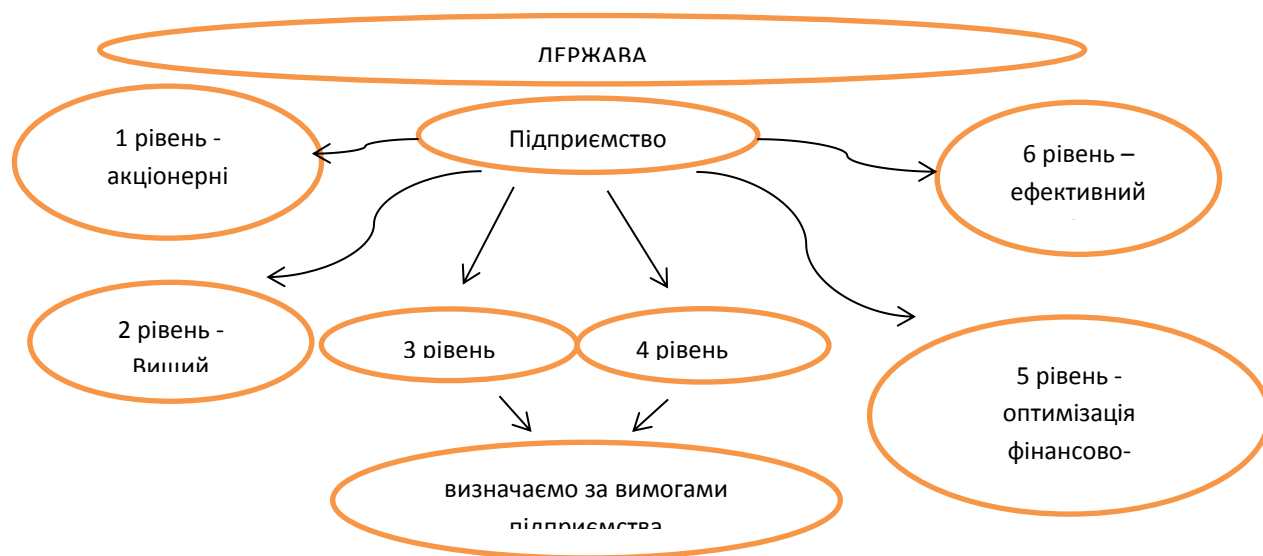 ДЕРЖАВА
Підприємство
1 рівень -
акціонерні
6 рівень –
ефективний
2 рівень -
Вищий
3 рівень
4 рівень
5 рівень -
оптимізація
фінансово-
визначаємо за вимогами
підприємства